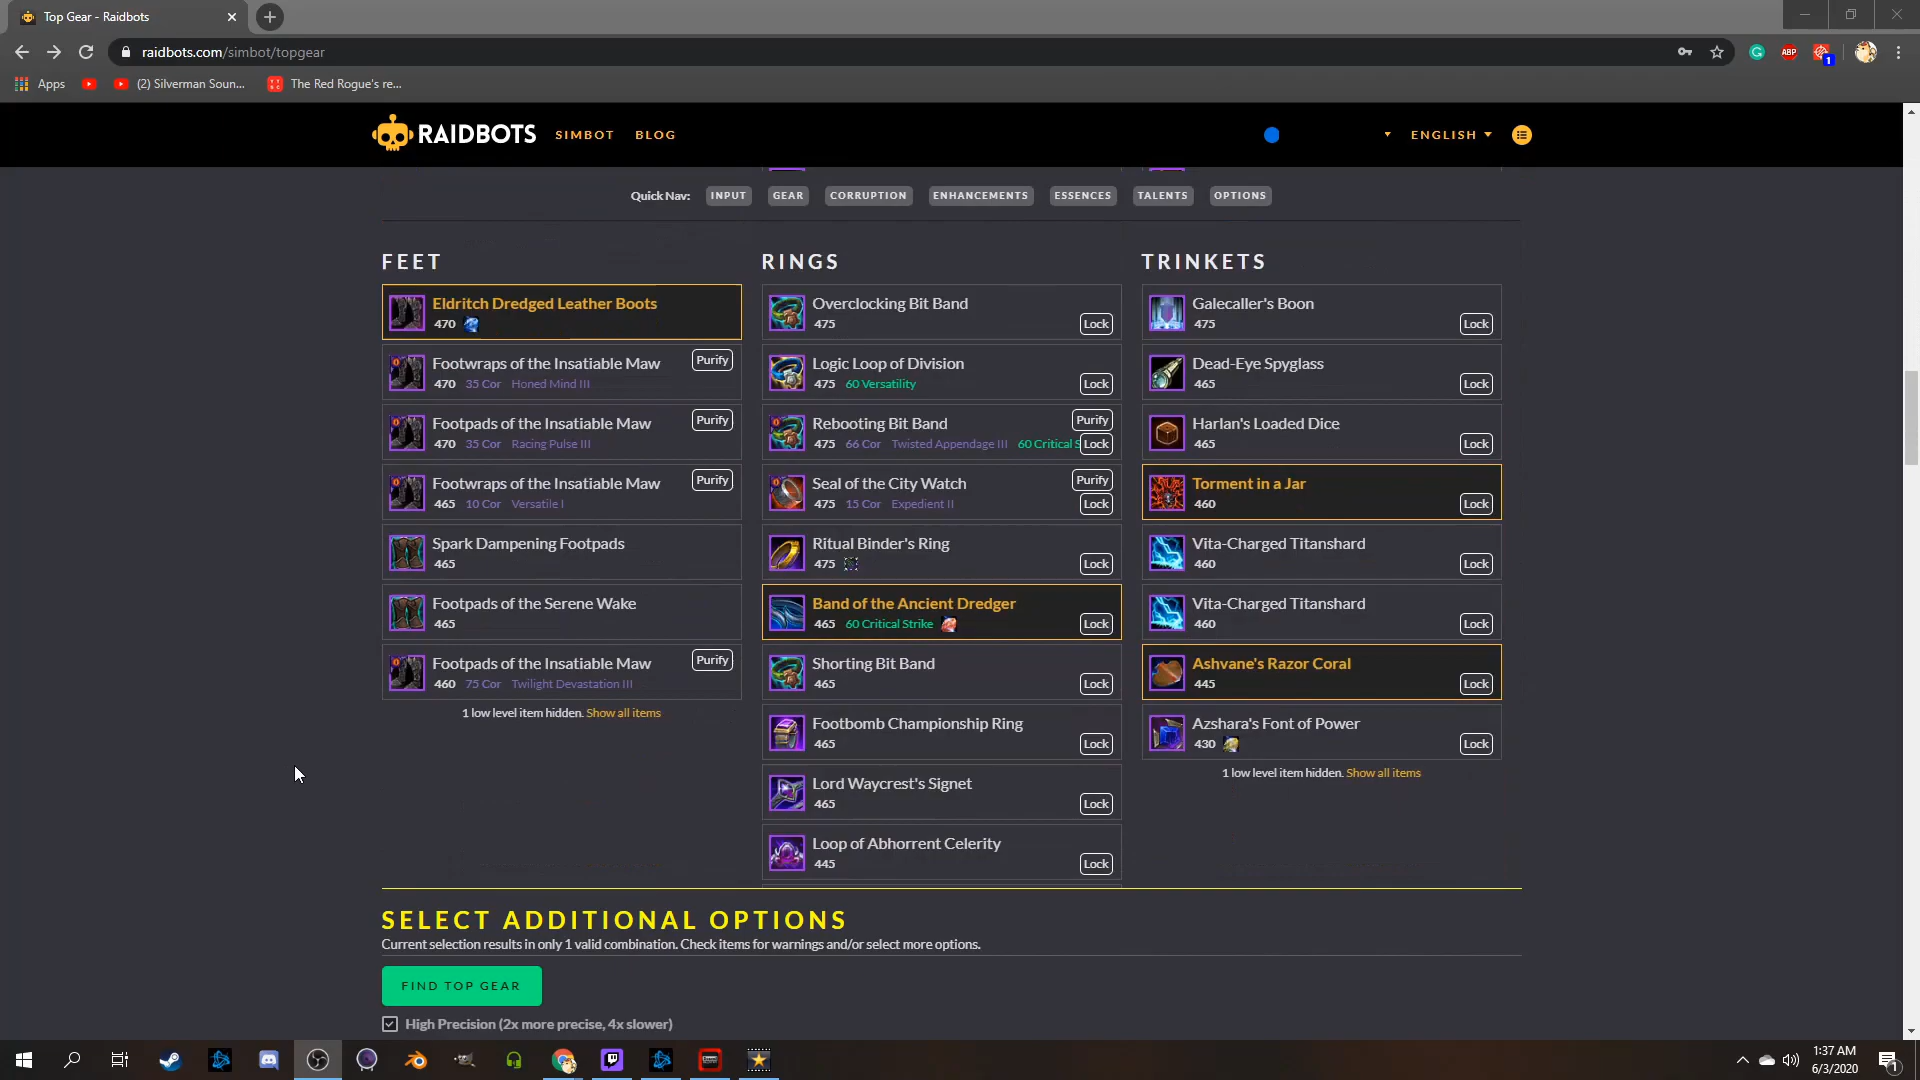 Top Gear - Raidbots
raidbots.com/simbot/topgear
ABP
1
Apps
(2) Silverman Soun...
The Red Rogue's re...
RAIDBOTS
SIMBOT
BLOG
ENGLISH
Quick Nav:
INPUT
GEAR
CORRUPTION
ENHANCEMENTS
ESSENCES
TALENTS
OPTIONS
FEET
Eldritch Dredged Leather Boots
470
Footwraps of the Insatiable Maw
Purify
470 35 Cor Honed Mind III
Footpads of the Insatiable Maw
Purify
470 35 Cor Racing Pulse III
Footwraps of the Insatiable Maw
Purify
465 10 Cor Versatile I
Spark Dampening Footpads
465
Footpads of the Serene Wake
465
Footpads of the Insatiable Maw
Purify
460 75 Cor Twilight Devastation III
1 low level item hidden. Show all items
RINGS
Overclocking Bit Band
475
Lock
Logic Loop of Division
475 60 Versatility
Lock
Rebooting Bit Band
Purify
475 66 Cor Twisted Appendage III 60 Critical S
Lock
Seal of the City Watch
Purify
475 15 Cor Expedient II
Lock
Ritual Binder's Ring
475
Lock
Band of the Ancient Dredger
465 60 Critical Strike
Lock
Shorting Bit Band
465
Lock
Footbomb Championship Ring
465
Lock
Lord Waycrest's Signet
465
Lock
Loop of Abhorrent Celerity
445
Lock
TRINKETS
Galecaller's Boon
475
Lock
Dead-Eye Spyglass
465
Lock
Harlan's Loaded Dice
465
Lock
Torment in a Jar
460
Lock
Vita-Charged Titanshard
460
Lock
Vita-Charged Titanshard
460
Lock
Ashvane's Razor Coral
445
Lock
Azshara's Font of Power
430
Lock
1 low level item hidden. Show all items
SELECT ADDITIONAL OPTIONS
Current selection results in only 1 valid combination. Check items for warnings and/or select more options.
FIND TOP GEAR
High Precision (2x more precise, 4x slower)
1:37 AM
6/3/2020
1